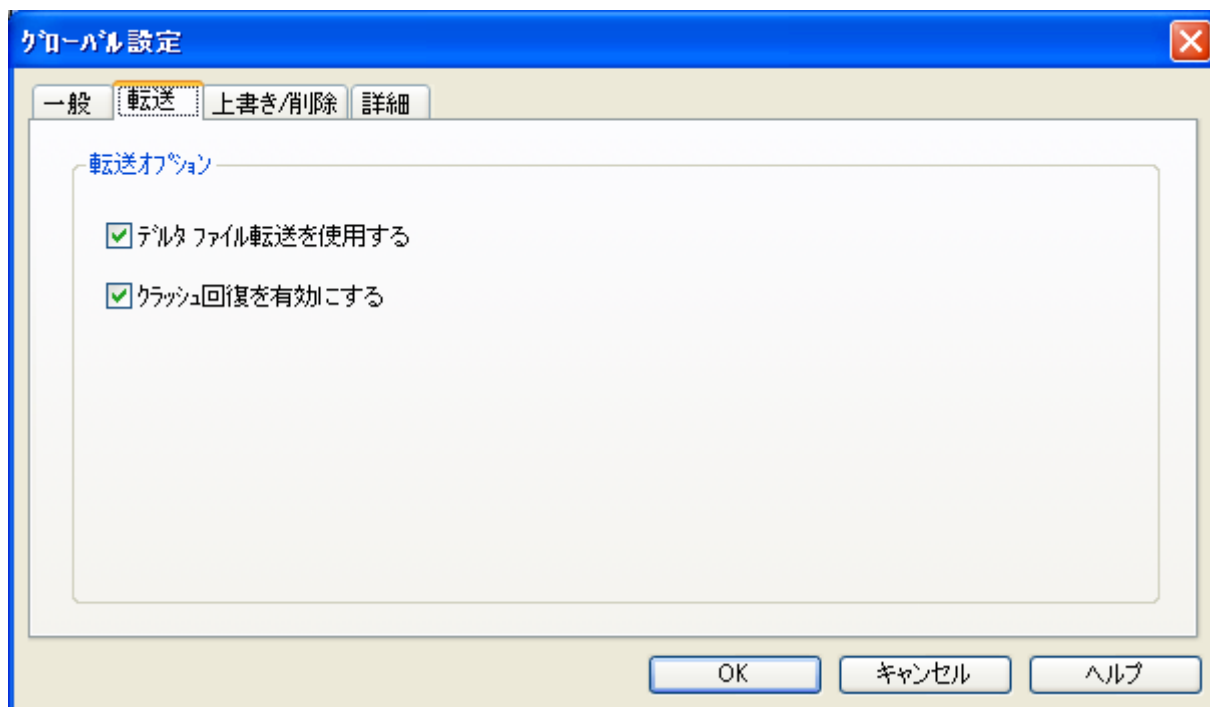 ｸﾞﾛｰﾊﾞﾙ設定
一般 転送 上書き/削除 詳細
転送ｵﾌﾟｼｮﾝ
ﾃﾞﾙﾀ ﾌｧｲﾙ転送を使用する
ｸﾗｯｼｭ回復を有効にする
OK キャンセル ヘルプ